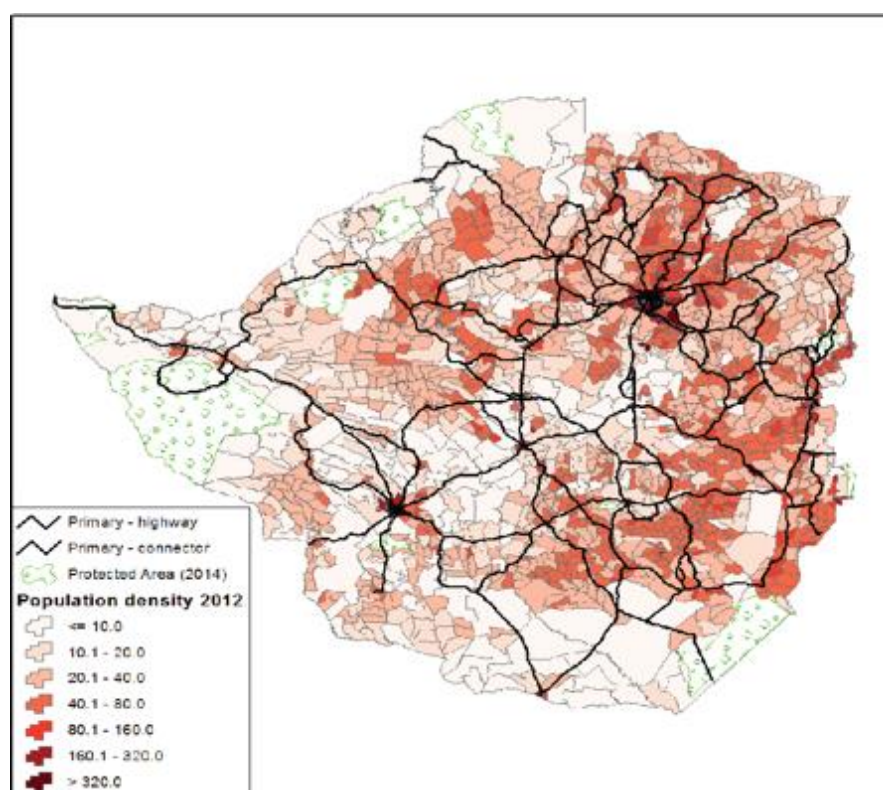 Primary - highway
Primary - connector
Protected Area (2014)
Population density 2012
<= 10.0
10.1 - 20.0
20.1 - 40.0
40.1 - 80.0
80.1 - 160.0
160.1 - 320.0
> 320.0